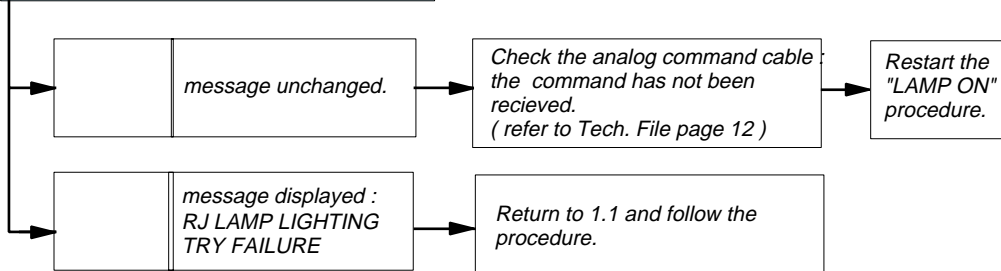 message unchanged.
Check the analog command cable :
the command has not been
recieved.
( refer to Tech. File page 12 )
Restart the
"LAMP ON"
procedure.
message displayed :
RJ LAMP LIGHTING
TRY FAILURE
Return to 1.1 and follow the
procedure.